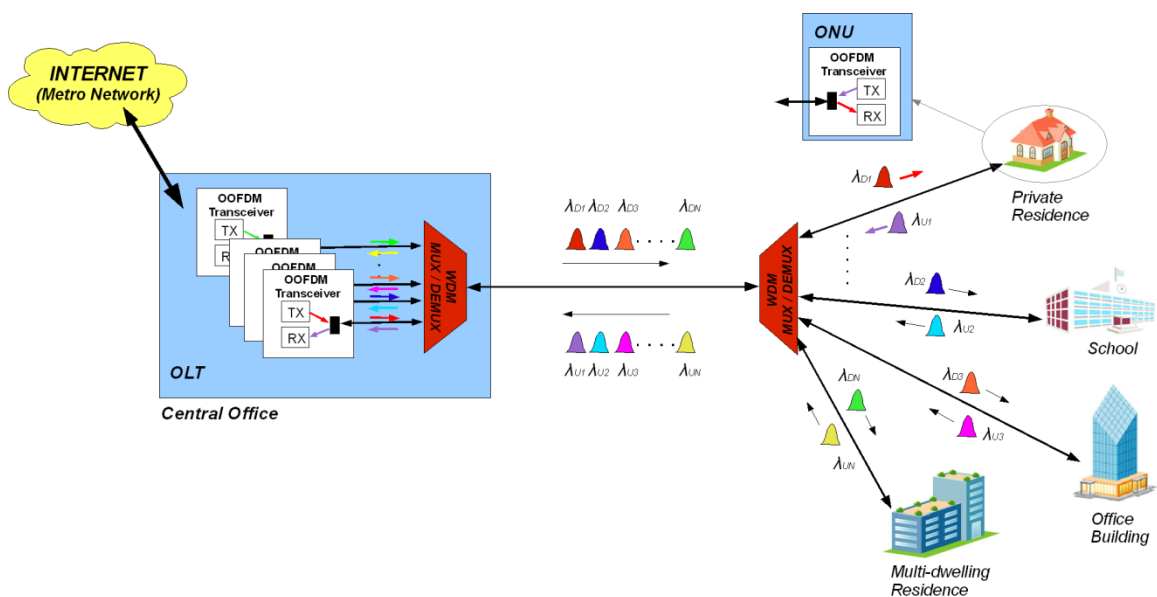 INTERNET
(Metro Network)
OOFDM
Transceiver
TX
OOFDM
OOFDM
OOFDM
Transceiver
TX
RX
WDM
MUX / DEMUX
OLT
Central Office
λD1 λD2 λD3 λDN
λU1 λU2 λU3 λUN
WDM
MUX / DEMUX
ONU
OOFDM
Transceiver
TX
RX
λD1
λU1
Private
Residence
λD2
λU2
School
λD3
λU3
Office
Building
λDN
λUN
Multi-dwelling
Residence